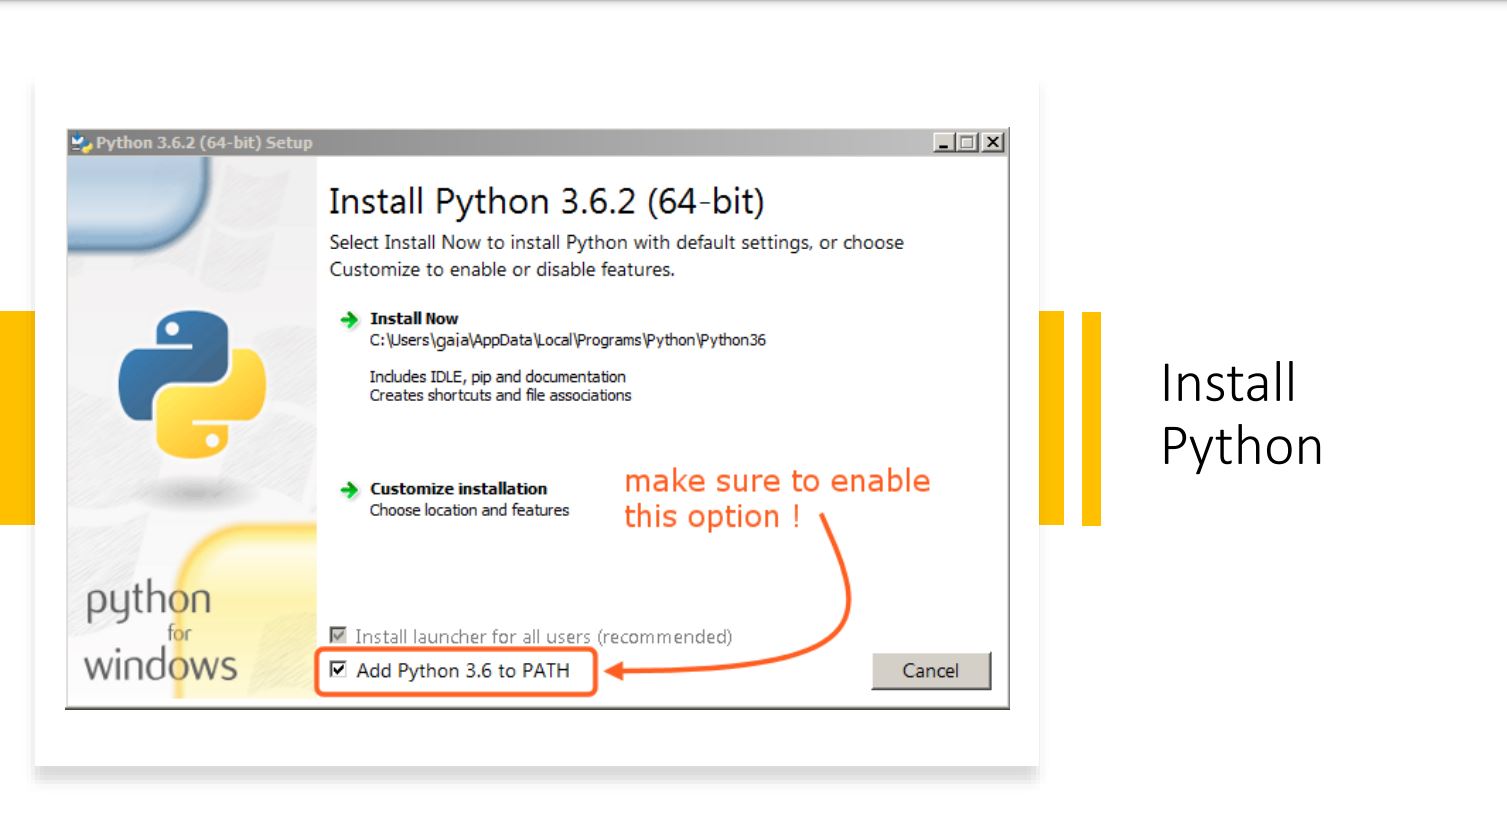 Python 3.6.2 (64-bit) Setup
Install Python 3.6.2 (64-bit)
Select Install Now to install Python with default settings, or choose
Customize to enable or disable features.
Install Now
C:\Users\gaia\AppData\Local\Programs\Python\Python36
Includes IDLE, pip and documentation
Creates shortcuts and file associations
Customize installation
Choose location and features
make sure to enable
this option !
python
for
windows
Install launcher for all users (recommended)
Add Python 3.6 to PATH
Cancel
Install
Python